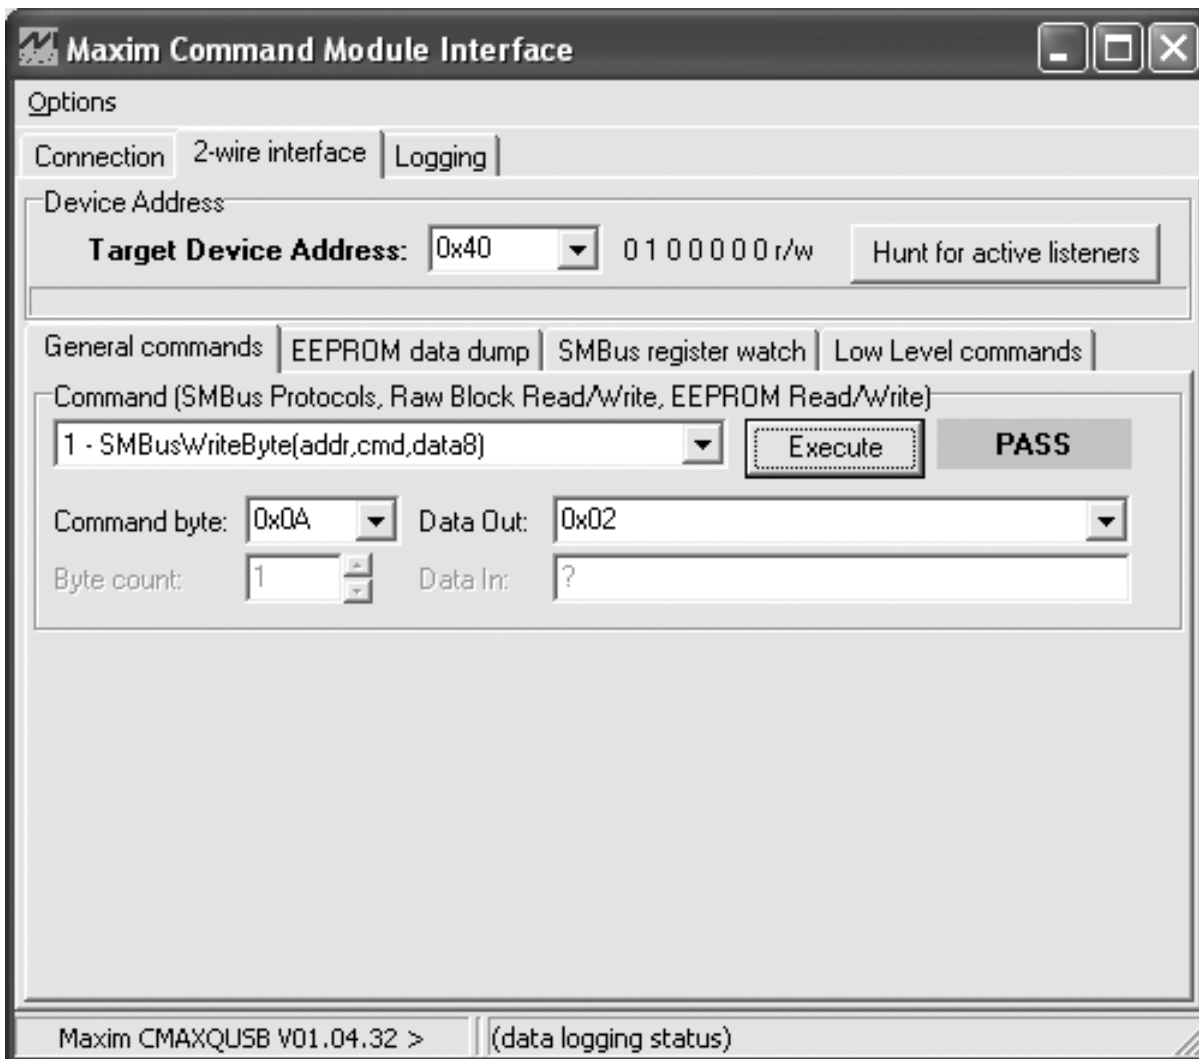 Maxim Command Module Interface
Options
Connection 2-wire interface Logging
Device Address
Target Device Address: 0x40 0 1 0 0 0 0 0 r/w Hunt for active listeners
General commands EEPROM data dump SMBus register watch Low Level commands
Command (SMBus Protocols, Raw Block Read/Write, EEPROM Read/Write)
1 - SMBusWriteByte(addr,cmd,data8) Execute PASS
Command byte: 0x0A Data Out: 0x02
Byte count: 1 Data In: ?
Maxim CMAXQUSB V01.04.32 > (data logging status)